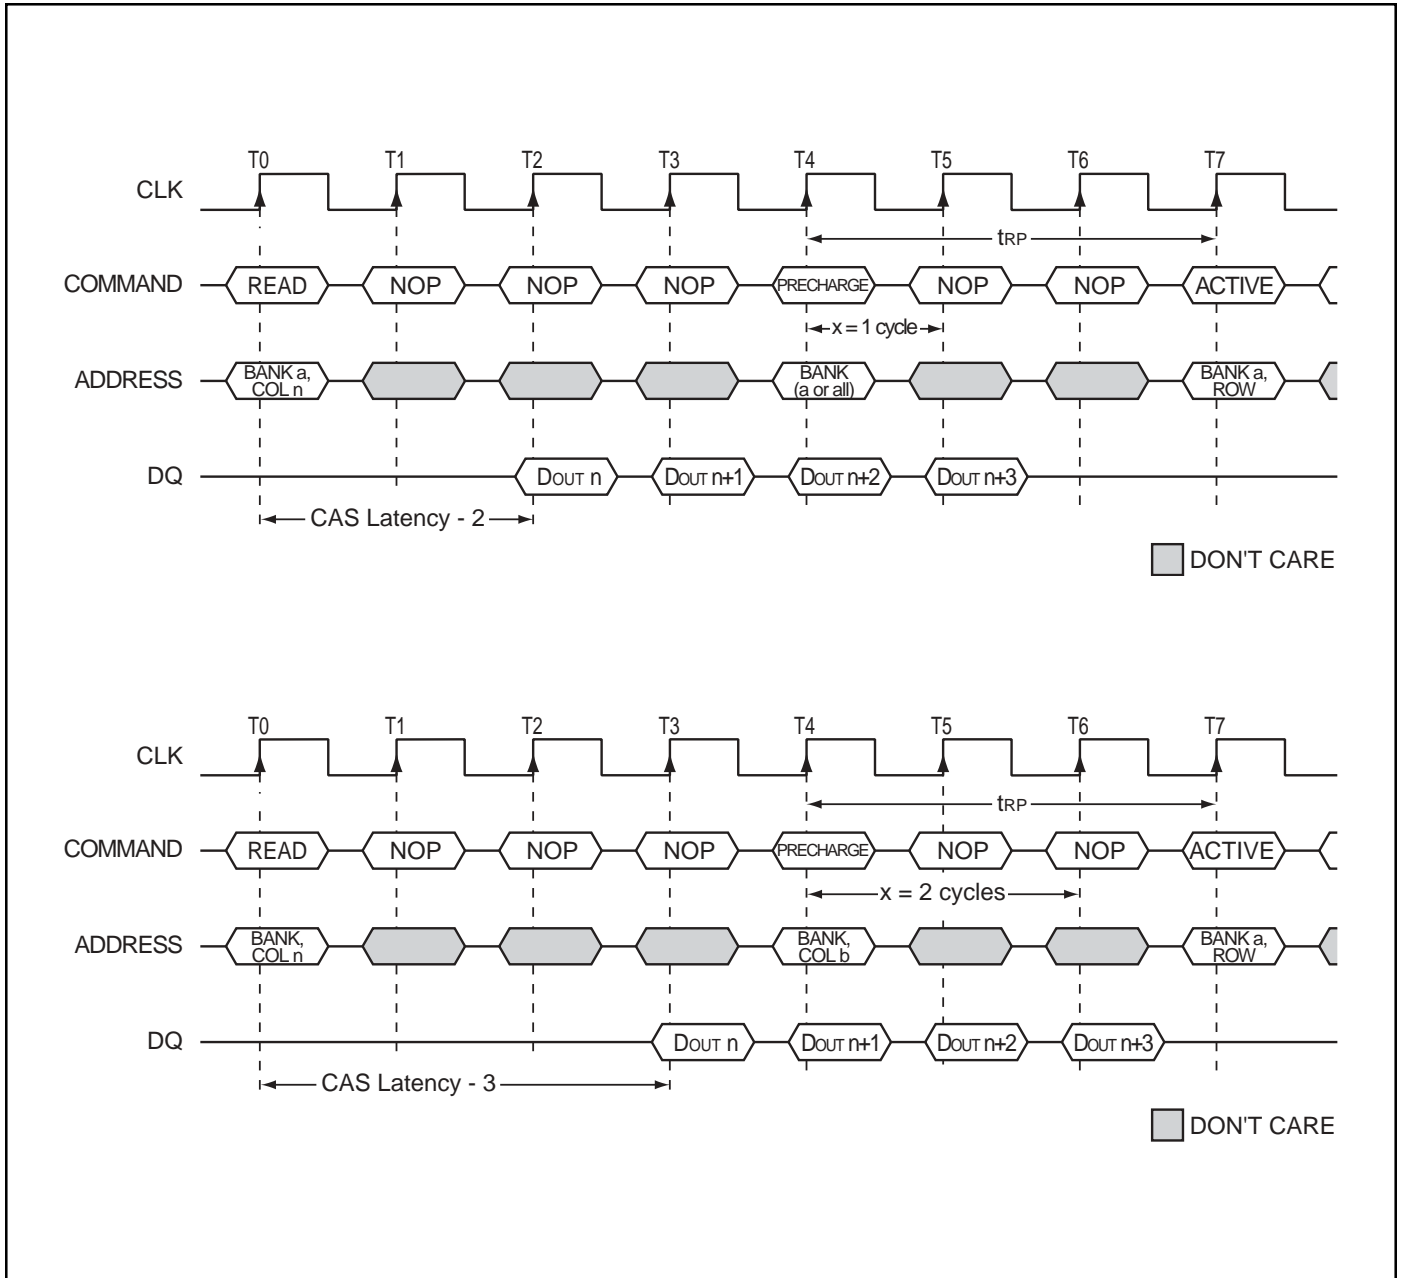 T0 T1 T2 T3 T4 T5 T6 T7
CLK
tRP
COMMAND READ NOP NOP NOP PRECHARGE NOP NOP ACTIVE
x = 1 cycle
ADDRESS BANK a, COL n BANK (a or all) BANK a, ROW
DQ DOUT n DOUT n+1 DOUT n+2 DOUT n+3
CAS Latency - 2
DON'T CARE
T0 T1 T2 T3 T4 T5 T6 T7
CLK
tRP
COMMAND READ NOP NOP NOP PRECHARGE NOP NOP ACTIVE
x = 2 cycles
ADDRESS BANK, COL n BANK, COL b BANK a, ROW
DQ DOUT n DOUT n+1 DOUT n+2 DOUT n+3
CAS Latency - 3
DON'T CARE